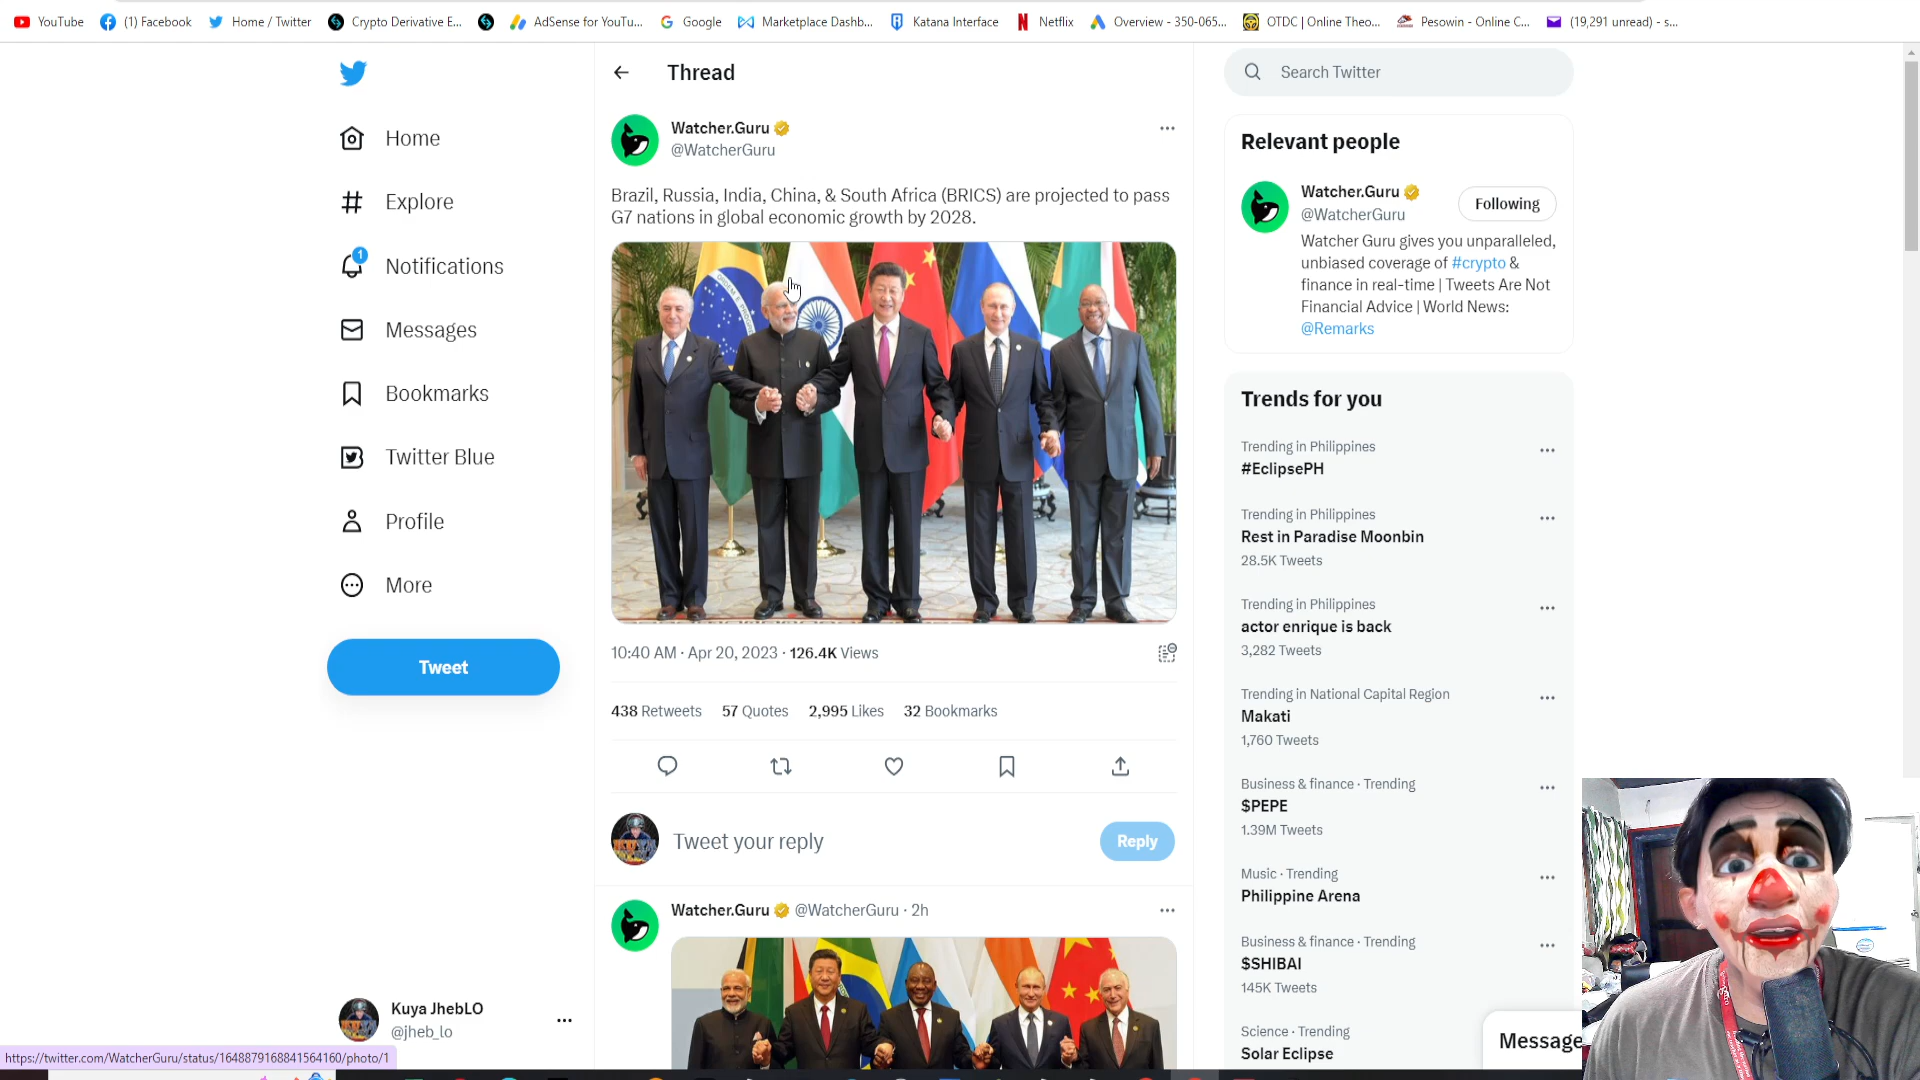 YouTube
(1) Facebook
Home / Twitter
Crypto Derivative E...
AdSense for YouTu...
Google
Marketplace Dashb...
Katana Interface
Netflix
Overview - 350-065...
OTDC | Online Theo...
Pesowin - Online C...
(19,291 unread) - s...
Home
Explore
1
Notifications
Messages
Bookmarks
Twitter Blue
Profile
More
Tweet
Kuya JhebLO
@jheb_lo
https://twitter.com/WatcherGuru/status/1648879168841564160/photo/1
Thread
Watcher.Guru
@WatcherGuru
Brazil, Russia, India, China, & South Africa (BRICS) are projected to pass
G7 nations in global economic growth by 2028.
10:40 AM · Apr 20, 2023 · 126.4K Views
438 Retweets 57 Quotes 2,995 Likes 32 Bookmarks
Tweet your reply
Reply
Watcher.Guru @WatcherGuru · 2h
Search Twitter
Relevant people
Watcher.Guru
@WatcherGuru
Following
Watcher Guru gives you unparalleled,
unbiased coverage of #crypto &
finance in real-time | Tweets Are Not
Financial Advice | World News:
@Remarks
Trends for you
Trending in Philippines
#EclipsePH
Trending in Philippines
Rest in Paradise Moonbin
28.5K Tweets
Trending in Philippines
actor enrique is back
3,282 Tweets
Trending in National Capital Region
Makati
1,760 Tweets
Business & finance · Trending
$PEPE
1.39M Tweets
Music · Trending
Philippine Arena
Business & finance · Trending
$SHIBAI
145K Tweets
Science · Trending
Solar Eclipse
Message